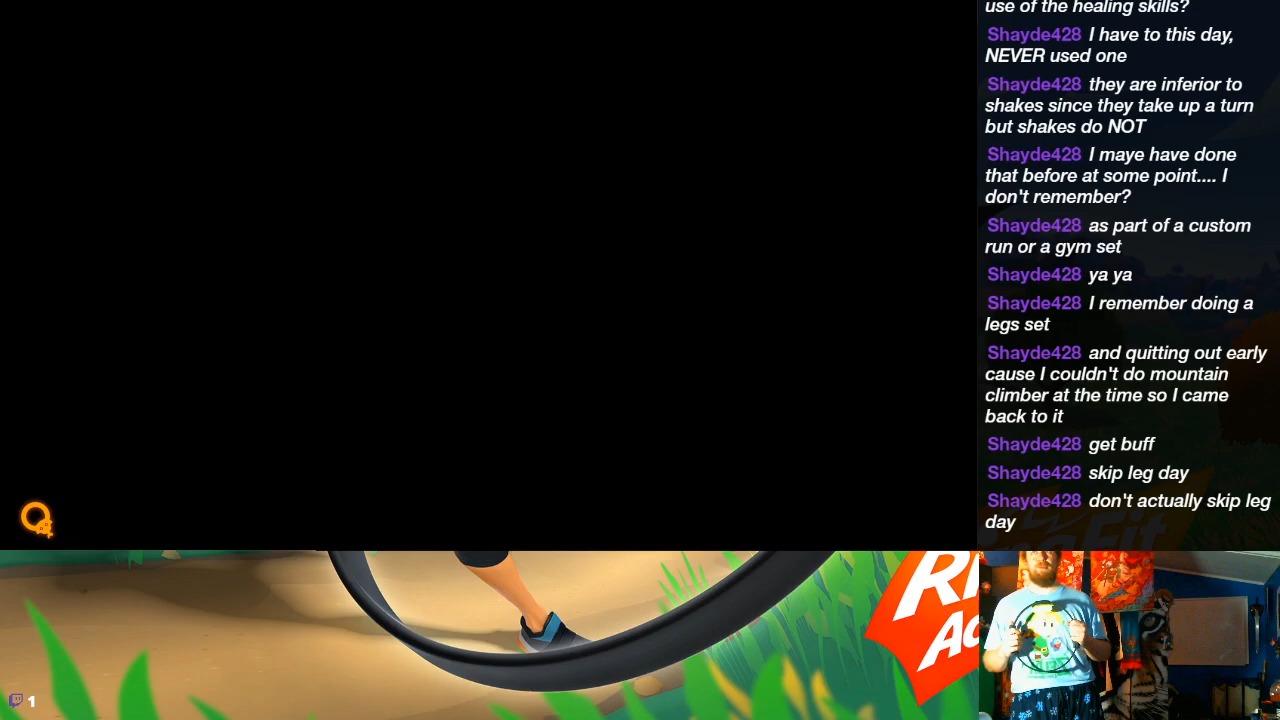 use of the healing skills?
Shayde428 I have to this day,
NEVER used one
Shayde428 they are inferior to
shakes since they take up a turn
but shakes do NOT
Shayde428 I maye have done
that before at some point.... I
don't remember?
Shayde428 as part of a custom
run or a gym set
Shayde428 ya ya
Shayde428 I remember doing a
legs set
Shayde428 and quitting out early
cause I couldn't do mountain
climber at the time so I came
back to it
Shayde428 get buff
Shayde428 skip leg day
Shayde428 don't actually skip leg
day
1